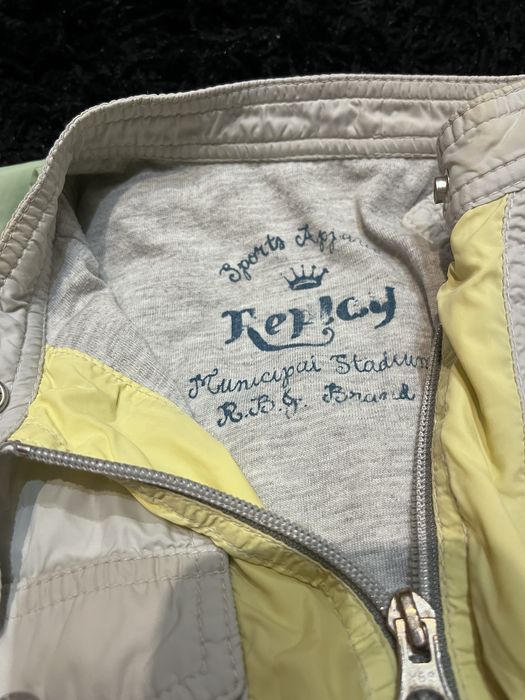 Sports
Replay
Municipal Stadium
R.B.J. Brand